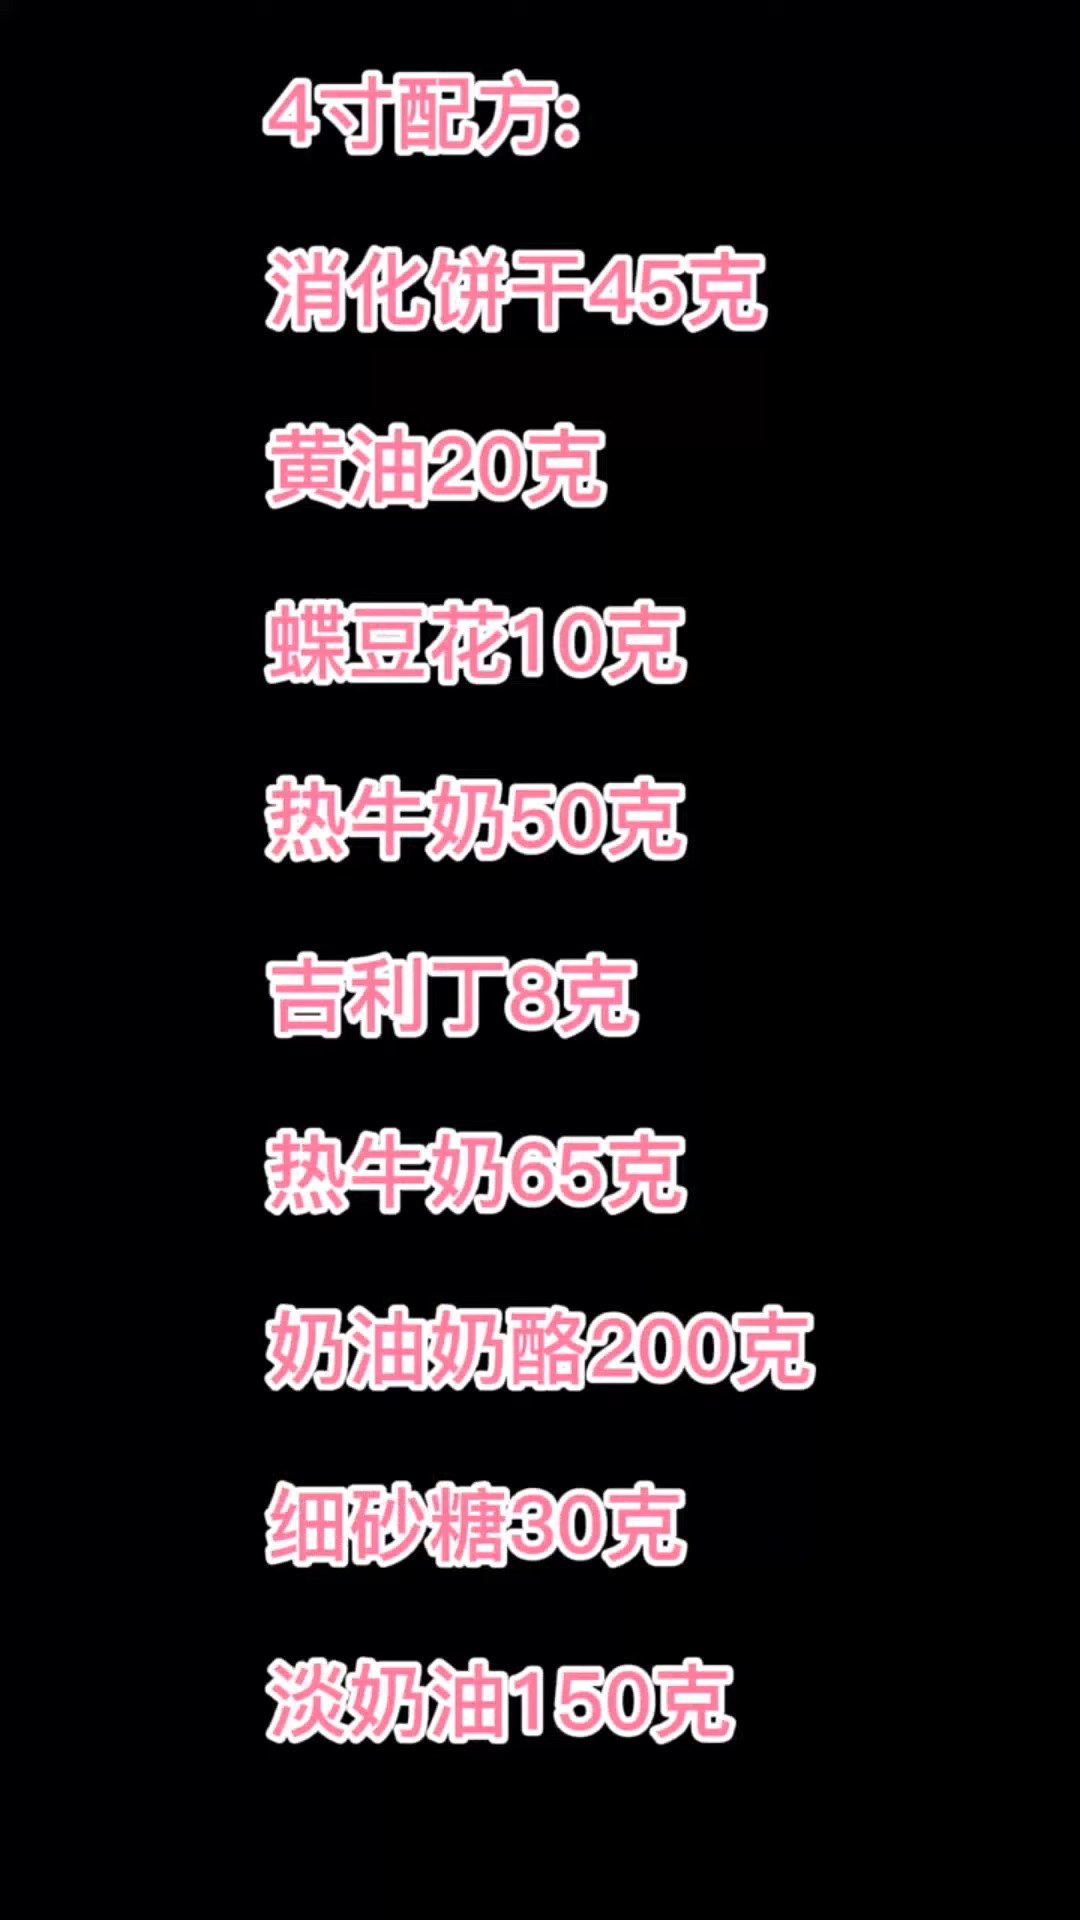 4寸配方:
消化饼干45克
黄油20克
蝶豆花10克
热牛奶50克
吉利丁8克
热牛奶65克
奶油奶酪200克
细砂糖30克
淡奶油150克